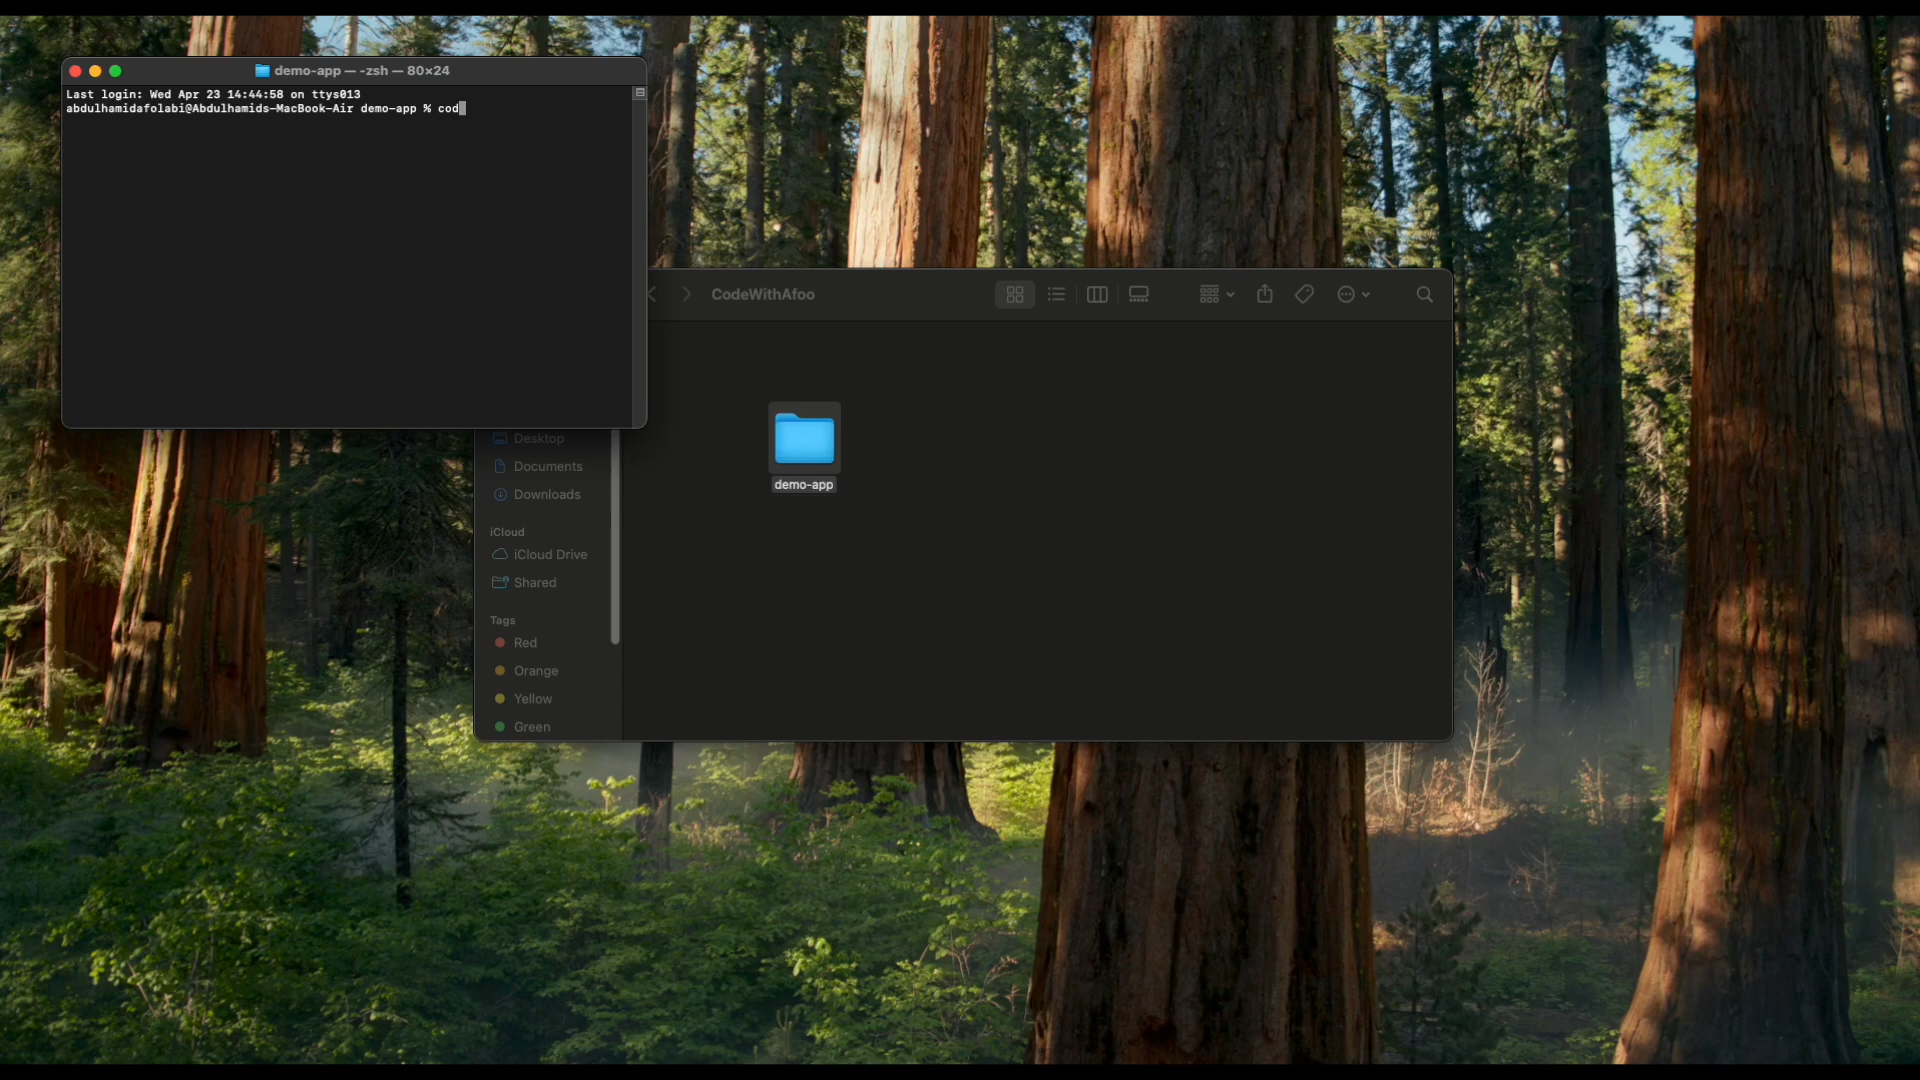 demo-app — -zsh — 80×24
Last login: Wed Apr 23 14:44:58 on ttys013
abdulhamidafolabi@Abdulhamids-MacBook-Air demo-app % cod
CodeWithAfoo
demo-app
Desktop
Documents
Downloads
iCloud
iCloud Drive
Shared
Tags
Red
Orange
Yellow
Green